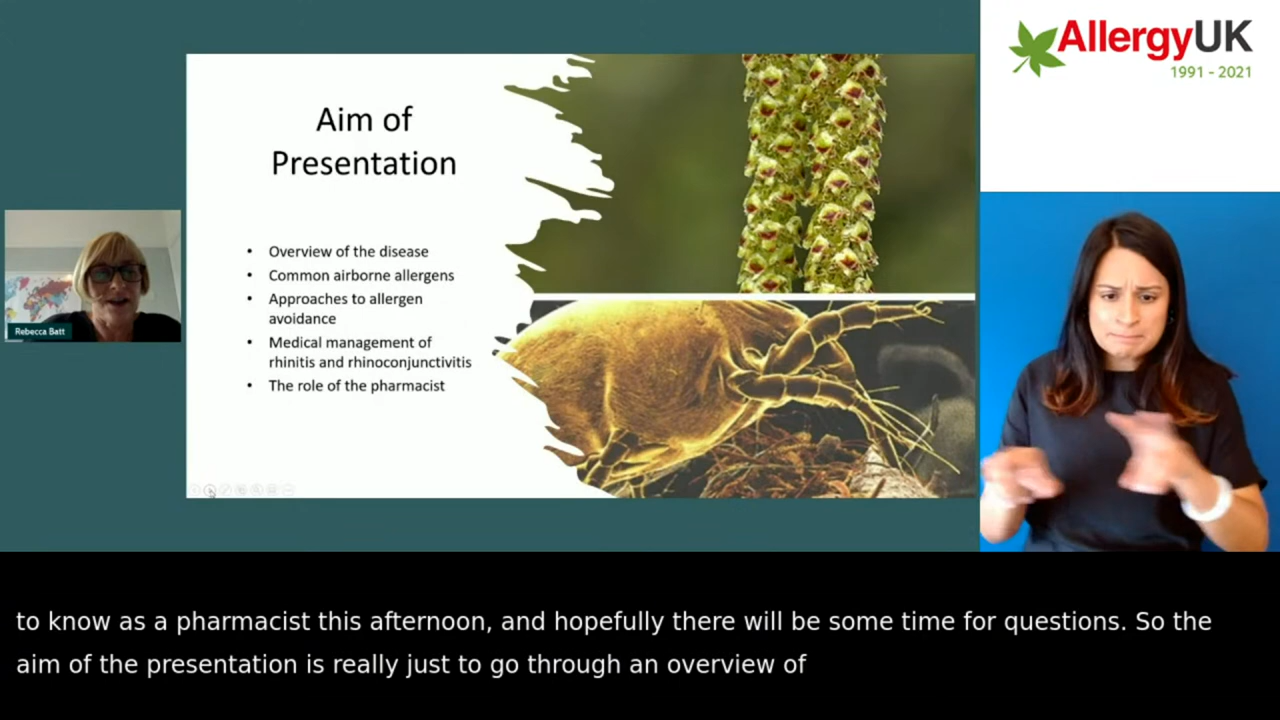 AllergyUK
1991 - 2021
Aim of
Presentation
• Overview of the disease
• Common airborne allergens
• Approaches to allergen
avoidance
• Medical management of
rhinitis and rhinoconjunctivitis
• The role of the pharmacist
Rebecca Batt
to know as a pharmacist this afternoon, and hopefully there will be some time for questions. So the
aim of the presentation is really just to go through an overview of